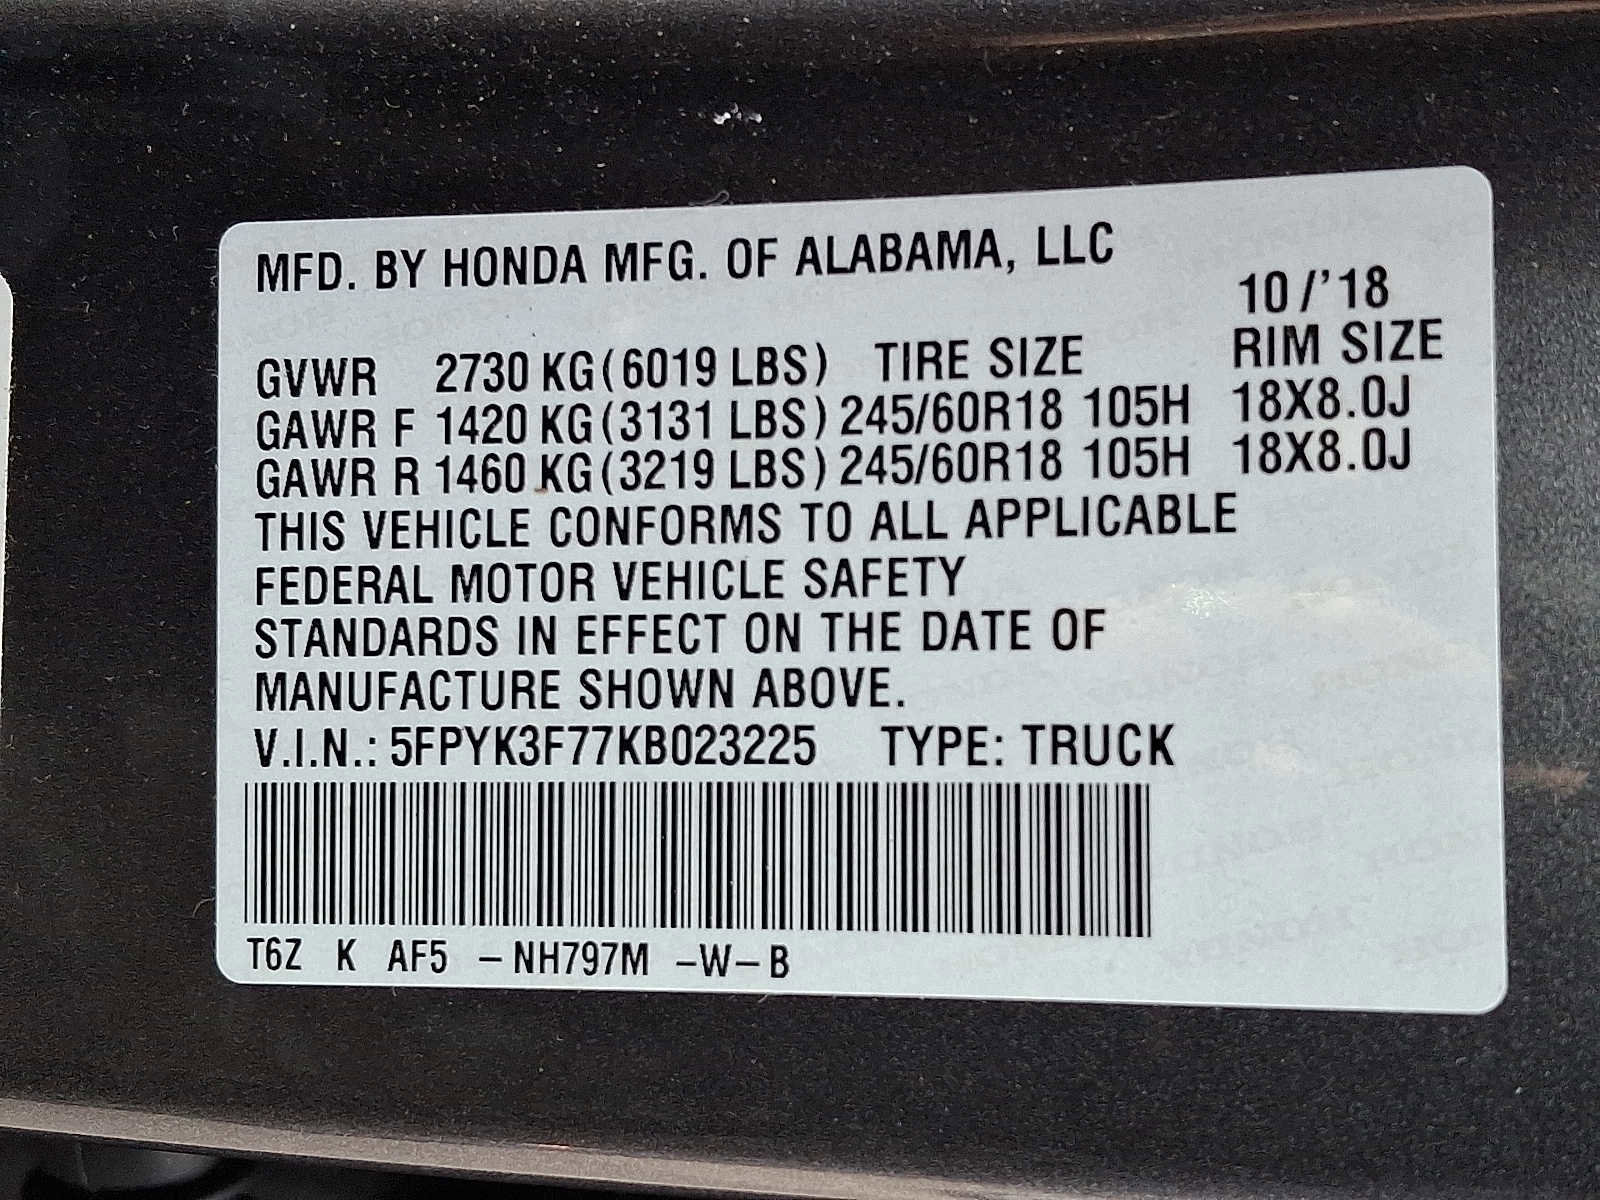 MFD. BY HONDA MFG. OF ALABAMA, LLC
10/'18
GVWR 2730 KG (6019 LBS) TIRE SIZE RIM SIZE
GAWR F 1420 KG (3131 LBS) 245/60R18 105H 18X8.0J
GAWR R 1460 KG (3219 LBS) 245/60R18 105H 18X8.0J
THIS VEHICLE CONFORMS TO ALL APPLICABLE
FEDERAL MOTOR VEHICLE SAFETY
STANDARDS IN EFFECT ON THE DATE OF
MANUFACTURE SHOWN ABOVE.
V.I.N.: 5FPYK3F77KB023225 TYPE: TRUCK
T6Z K AF5 -NH797M -W-B